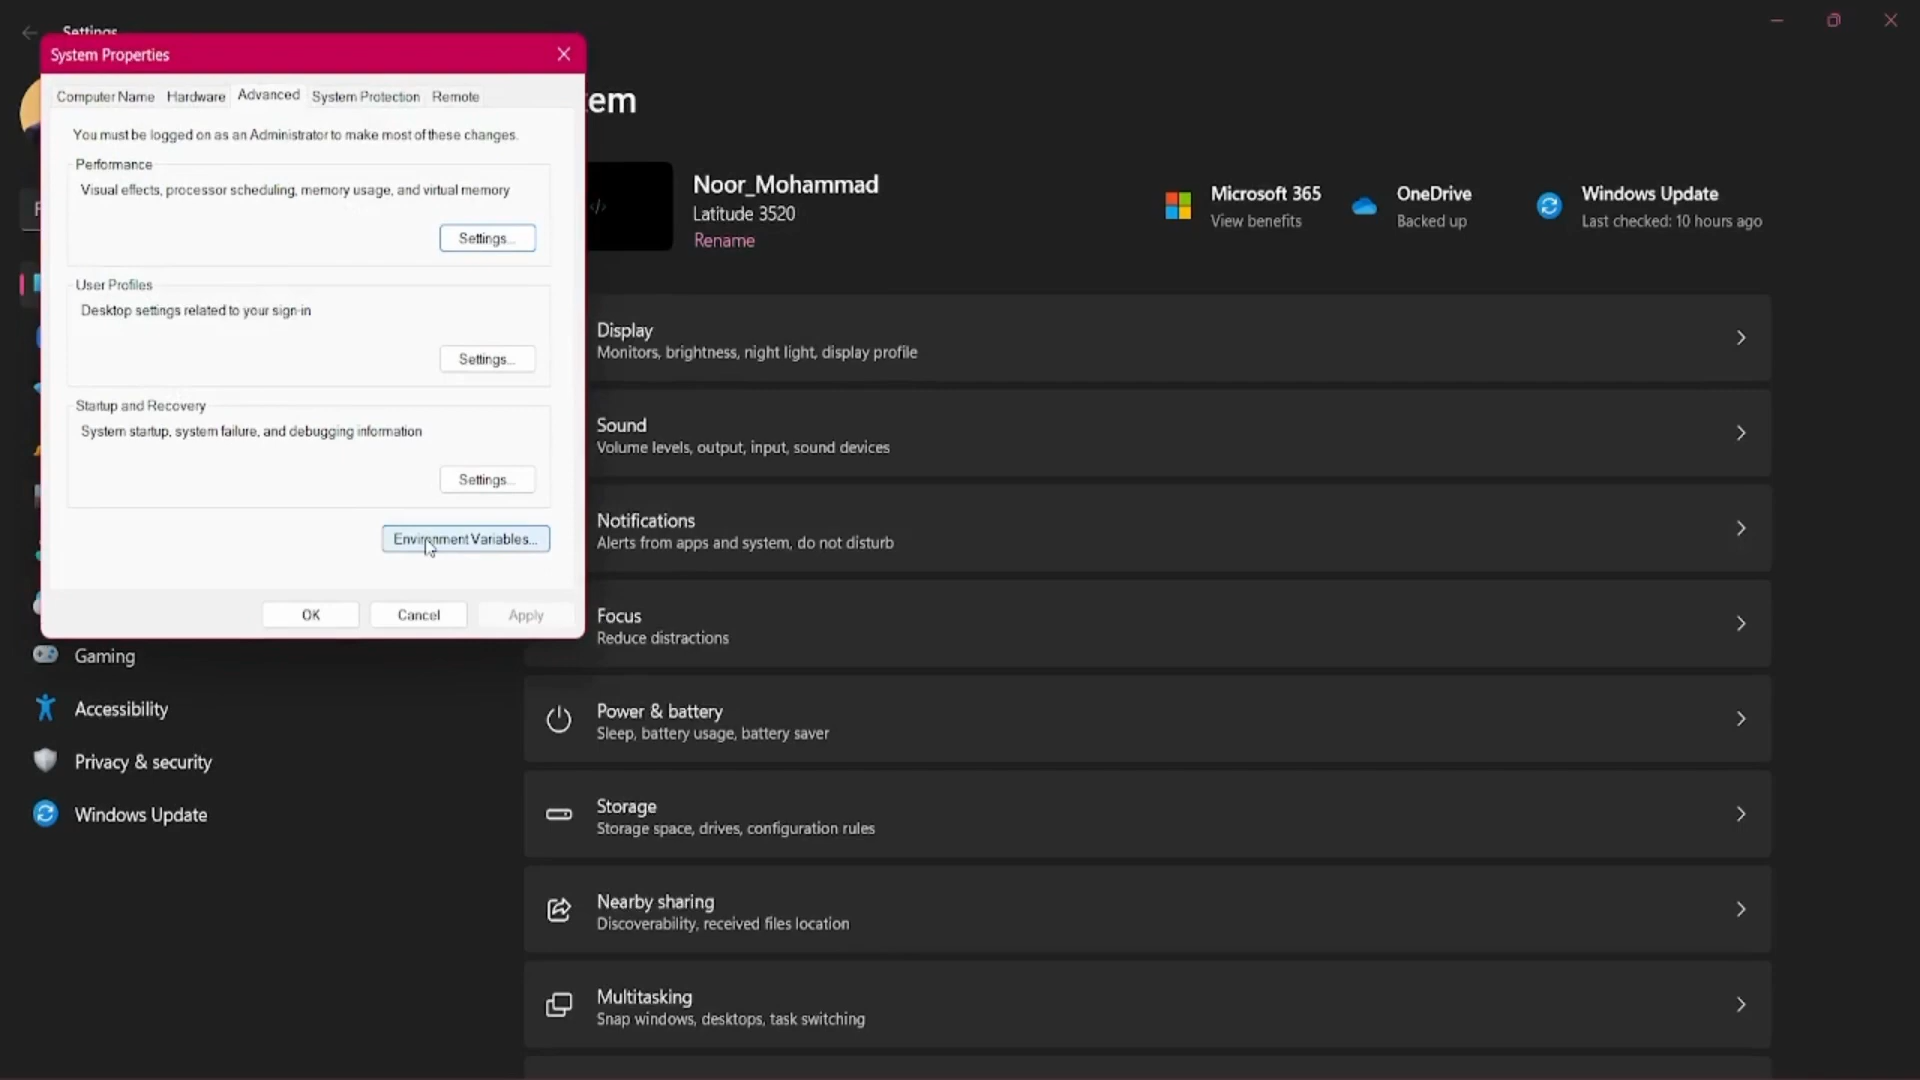 Settings
System Properties
Computer Name Hardware Advanced System Protection Remote
You must be logged on as an Administrator to make most of these changes.
Performance
Visual effects, processor scheduling, memory usage, and virtual memory
Settings...
User Profiles
Desktop settings related to your sign-in
Settings...
Startup and Recovery
System startup, system failure, and debugging information
Settings...
Environment Variables...
OK Cancel Apply
Gaming
Accessibility
Privacy & security
Windows Update
em
</>
Noor_Mohammad
Latitude 3520
Rename
Microsoft 365
View benefits
OneDrive
Backed up
Windows Update
Last checked: 10 hours ago
Display
Monitors, brightness, night light, display profile
Sound
Volume levels, output, input, sound devices
Notifications
Alerts from apps and system, do not disturb
Focus
Reduce distractions
Power & battery
Sleep, battery usage, battery saver
Storage
Storage space, drives, configuration rules
Nearby sharing
Discoverability, received files location
Multitasking
Snap windows, desktops, task switching